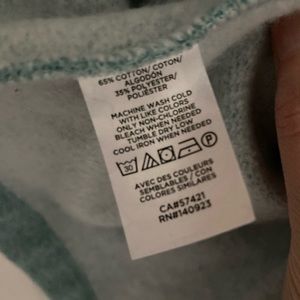 65% COTTON/ COTON/
ALGODÓN
35% POLYESTER/
POLIÉSTER
MACHINE WASH COLD
WITH LIKE COLORS
ONLY NON-CHLORINE
BLEACH WHEN NEEDED
TUMBLE DRY LOW
COOL IRON WHEN NEEDED
30 P
AVEC DES COULEURS
SEMBLABLES / CON
COLORES SIMILARES
CA#57421
RN#140923